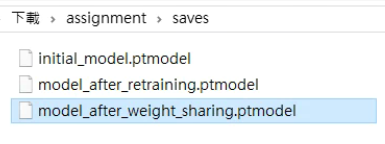 下載 › assignment › saves
initial_model.ptmodel
model_after_retraining.ptmodel
model_after_weight_sharing.ptmodel